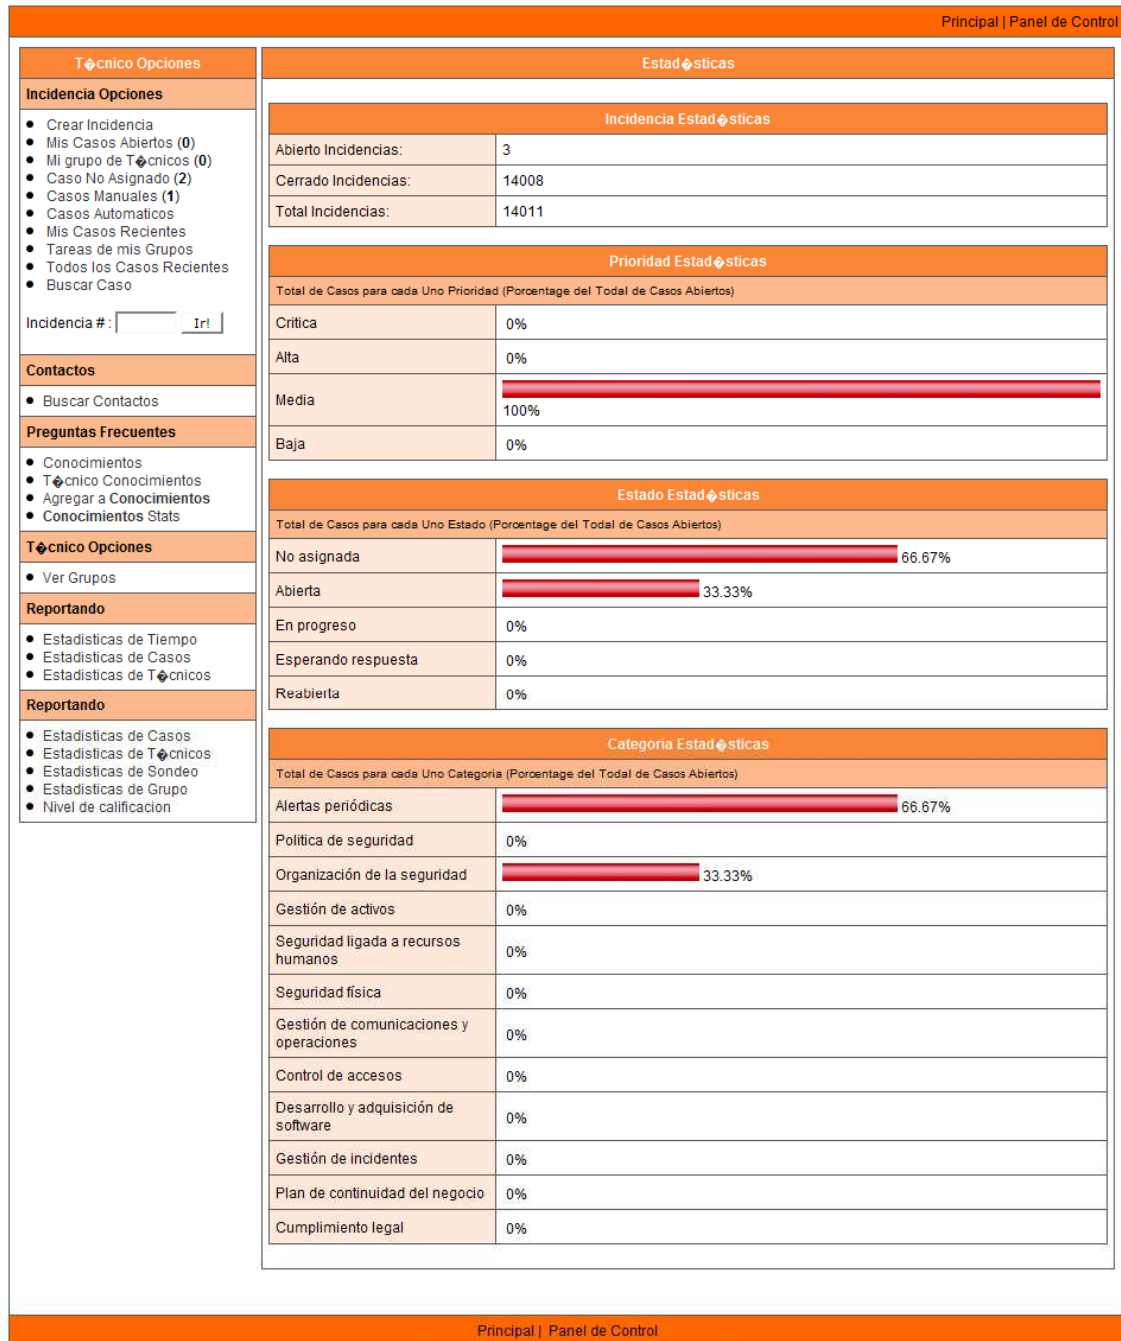 Principal | Panel de Control
T�cnico Opciones
Incidencia Opciones
Crear Incidencia
Mis Casos Abiertos (0)
Mi grupo de T�cnicos (0)
Caso No Asignado (2)
Casos Manuales (1)
Casos Automaticos
Mis Casos Recientes
Tareas de mis Grupos
Todos los Casos Recientes
Buscar Caso
Incidencia # : Ir!
Contactos
Buscar Contactos
Preguntas Frecuentes
Conocimientos
T�cnico Conocimientos
Agregar a Conocimientos
Conocimientos Stats
T�cnico Opciones
Ver Grupos
Reportando
Estadisticas de Tiempo
Estadisticas de Casos
Estadisticas de T�cnicos
Reportando
Estadisticas de Casos
Estadisticas de T�cnicos
Estadisticas de Sondeo
Estadisticas de Grupo
Nivel de calificacion
Estad�sticas
Incidencia Estad�sticas
Abierto Incidencias: 3
Cerrado Incidencias: 14008
Total Incidencias: 14011
Prioridad Estad�sticas
Total de Casos para cada Uno Prioridad (Porcentage del Todal de Casos Abiertos)
Critica 0%
Alta 0%
Media 100%
Baja 0%
Estado Estad�sticas
Total de Casos para cada Uno Estado (Porcentage del Todal de Casos Abiertos)
No asignada 66.67%
Abierta 33.33%
En progreso 0%
Esperando respuesta 0%
Reabierta 0%
Categoria Estad�sticas
Total de Casos para cada Uno Categoria (Porcentage del Todal de Casos Abiertos)
Alertas periódicas 66.67%
Politica de seguridad 0%
Organización de la seguridad 33.33%
Gestión de activos 0%
Seguridad ligada a recursos
humanos 0%
Seguridad física 0%
Gestión de comunicaciones y
operaciones 0%
Control de accesos 0%
Desarrollo y adquisición de
software 0%
Gestión de incidentes 0%
Plan de continuidad del negocio 0%
Cumplimiento legal 0%
Principal | Panel de Control